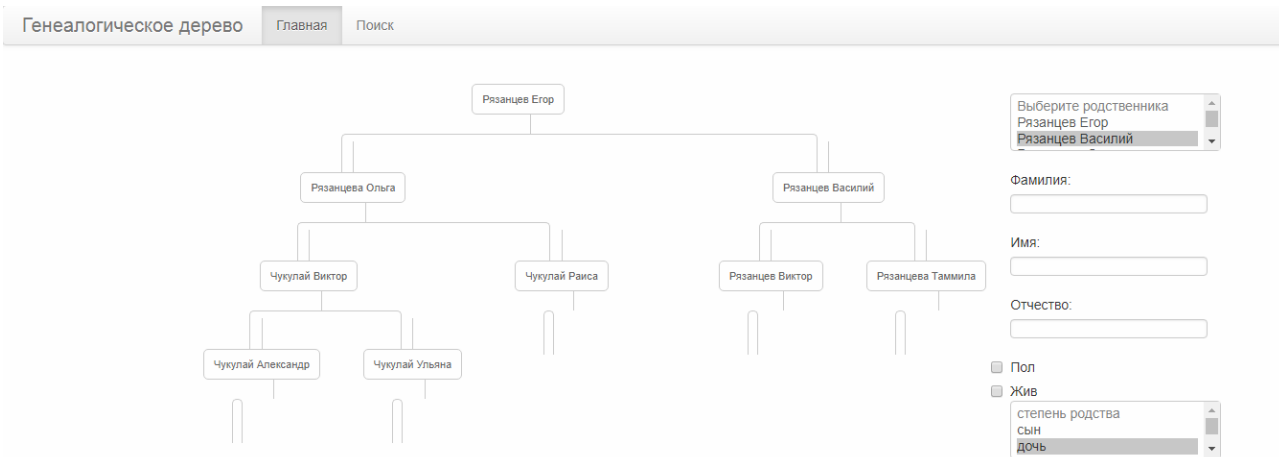 Генеалогическое дерево Главная Поиск
Рязанцев Егор
Рязанцева Ольга Рязанцев Василий
Чукулай Виктор Чукулай Раиса Рязанцев Виктор Рязанцева Таммила
Чукулай Александр Чукулай Ульяна
Выберите родственника
Рязанцев Егор
Рязанцев Василий
Фамилия:
Имя:
Отчество:
Пол
Жив
степень родства
сын
дочь